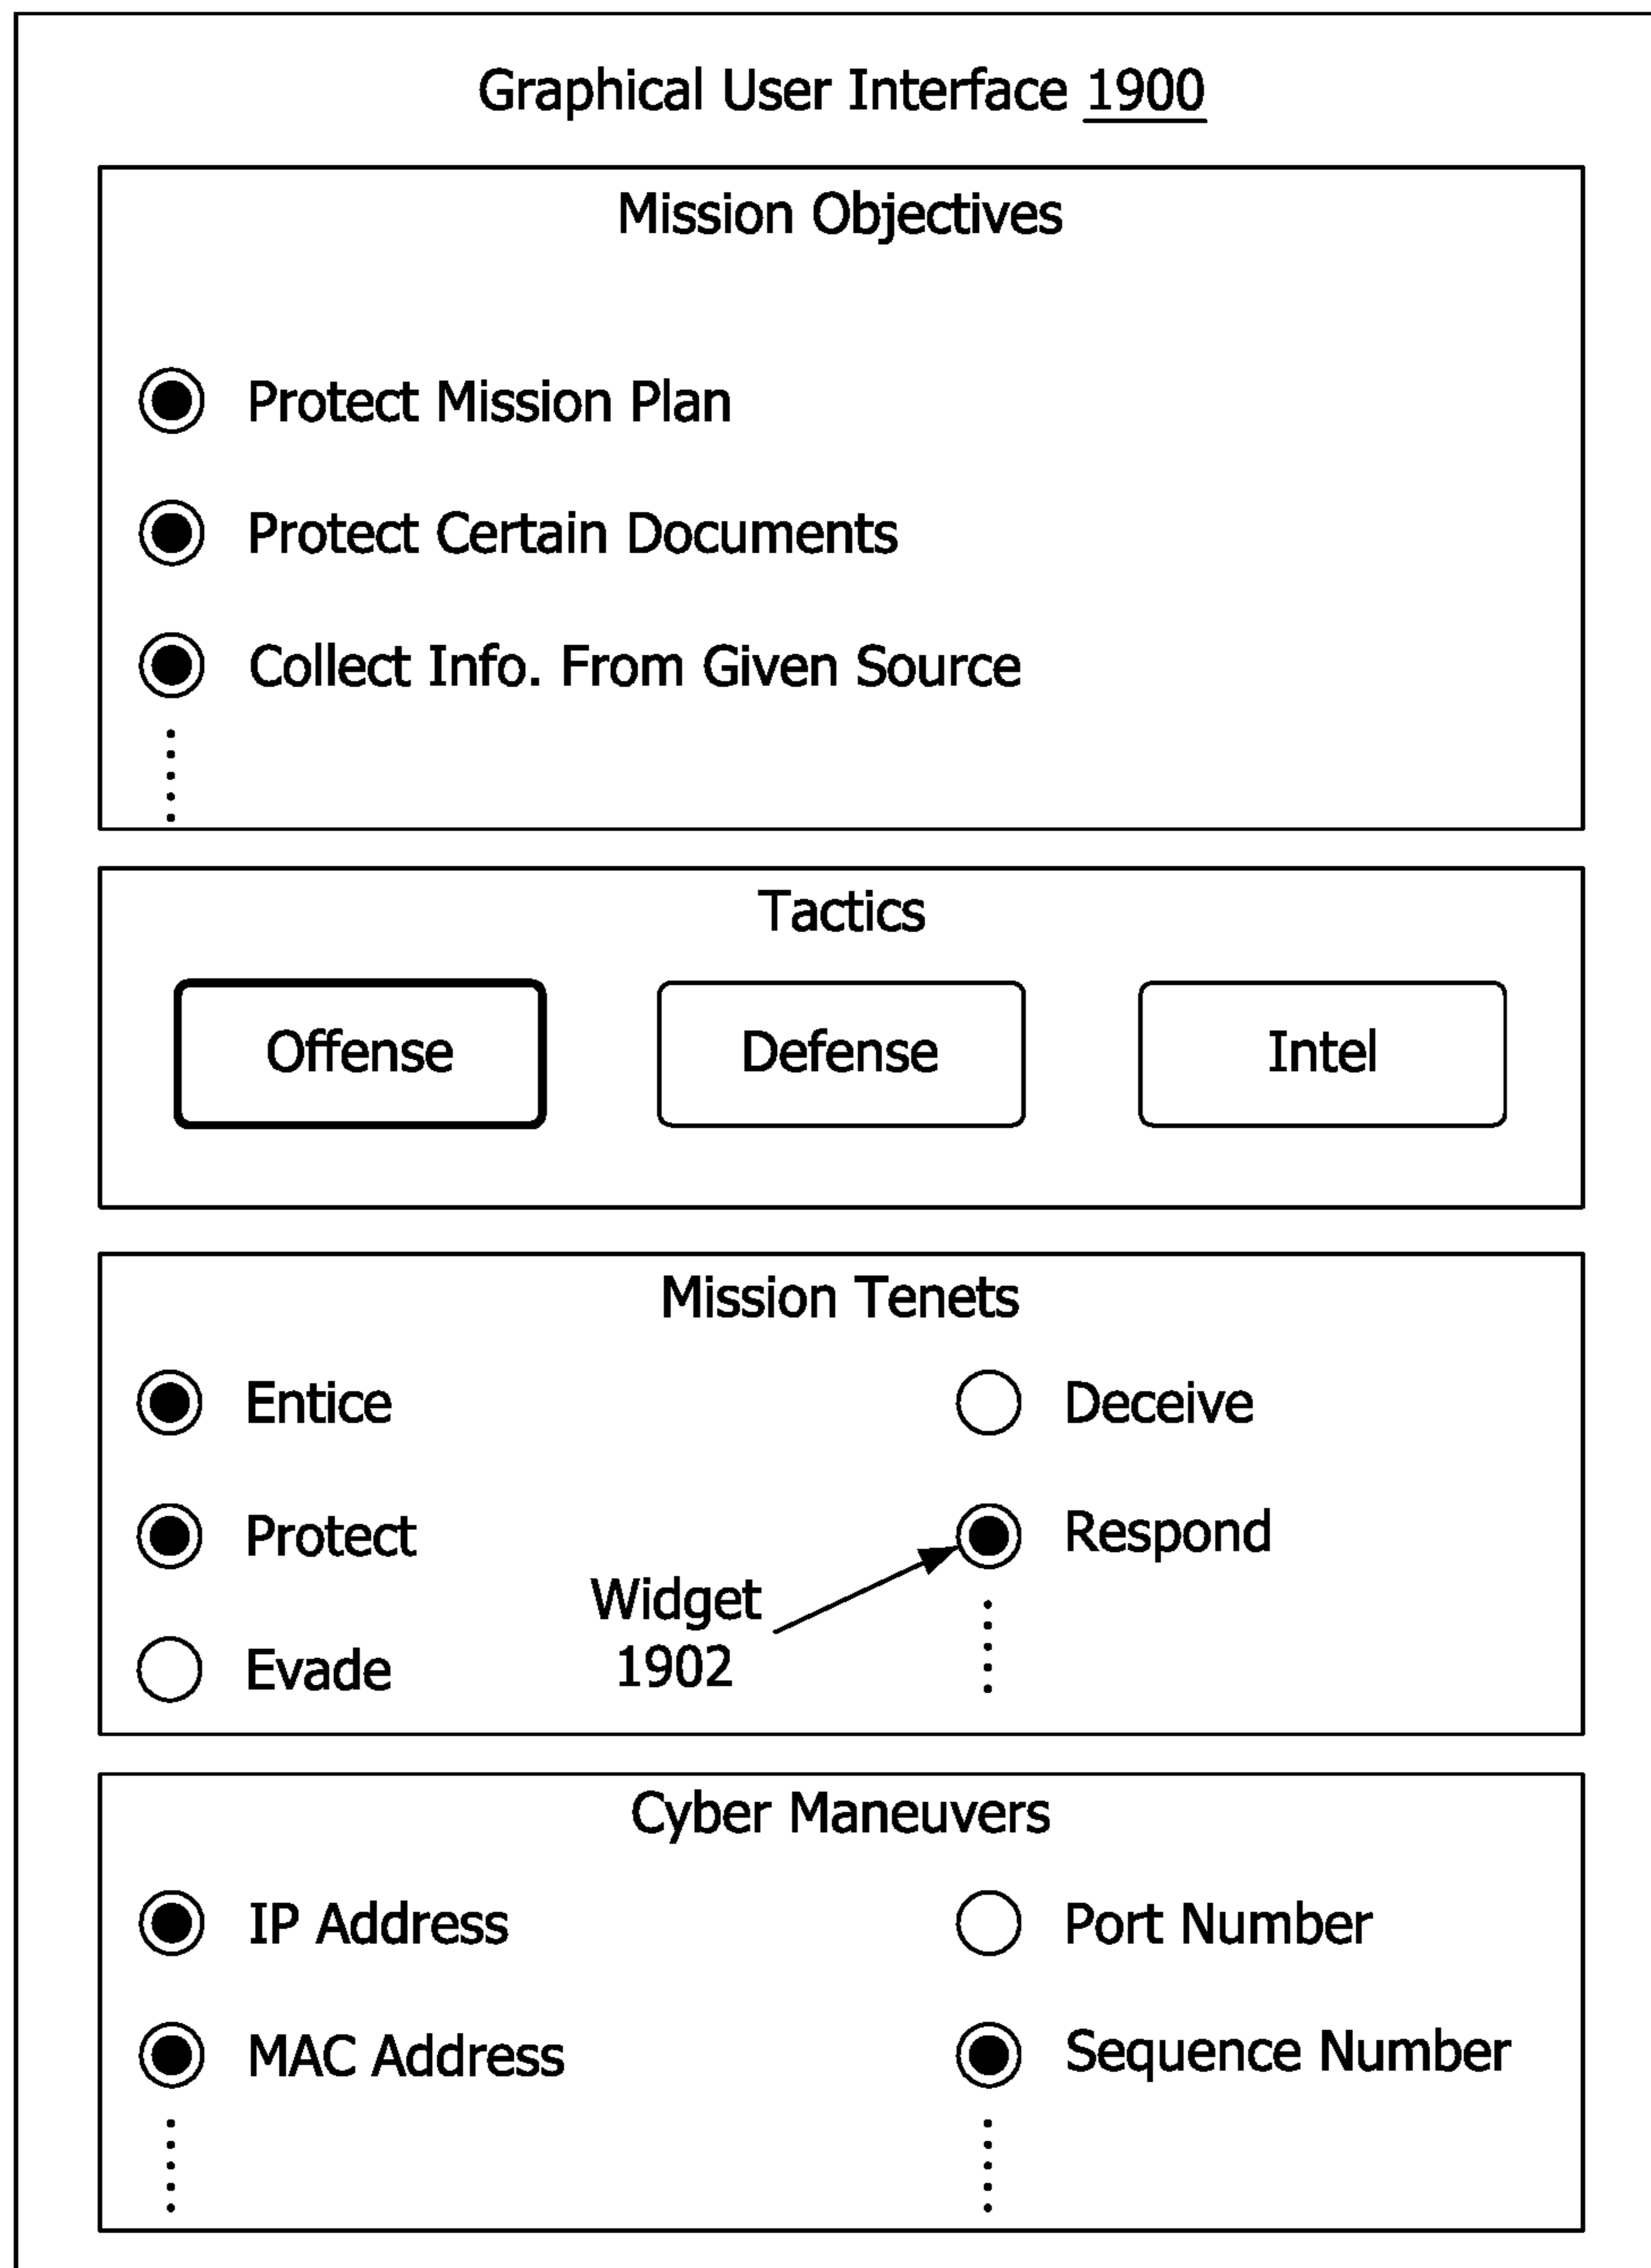 Graphical User Interface 1900
Mission Objectives
Protect Mission Plan
Protect Certain Documents
Collect Info. From Given Source
Tactics
Offense
Defense
Intel
Mission Tenets
Entice
Deceive
Protect
Respond
Widget
1902
Evade
Cyber Maneuvers
IP Address
Port Number
MAC Address
Sequence Number